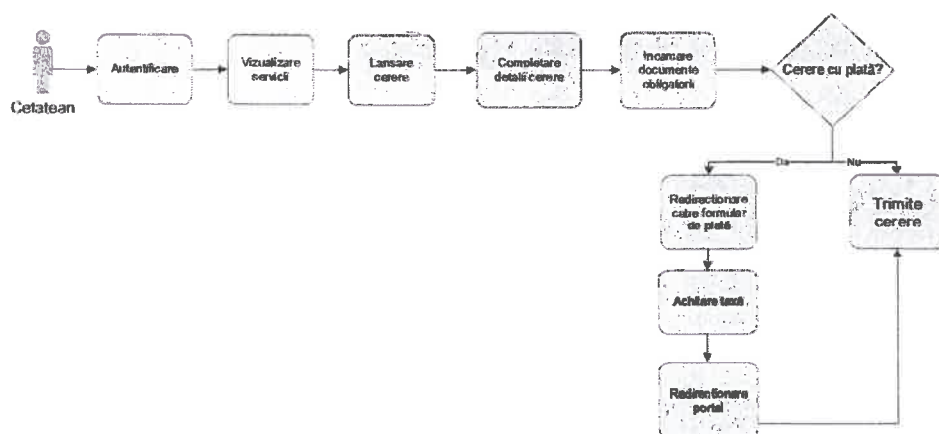 Cetatean
Autentificare
Vizualizare
servicii
Lansare
cerere
Completare
detalii cerere
Incarcare
documente
obligatorii
Cerere cu plată?
Da
Nu
Redirectionare
catre formular
de plată
Trimite
cerere
Achitare taxă
Redirectionare
portal